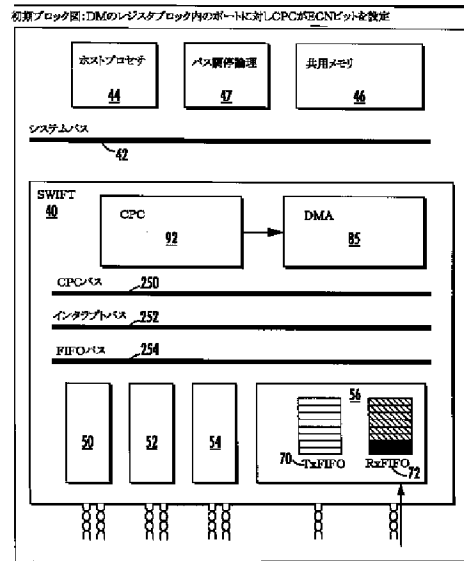 初期ブロック図:DMのレジスタブロック内のポートに対しCPCがECNビットを設定
ホストプロセサ
44
バス調停論理
47
共用メモリ
46
システムバス
42
SWIFT
40
CPC
92
DMA
85
CPCバス
250
インタラプトバス
252
FIFOバス
254
50
52
54
56
70
TxFIFO
RxFIFO
72